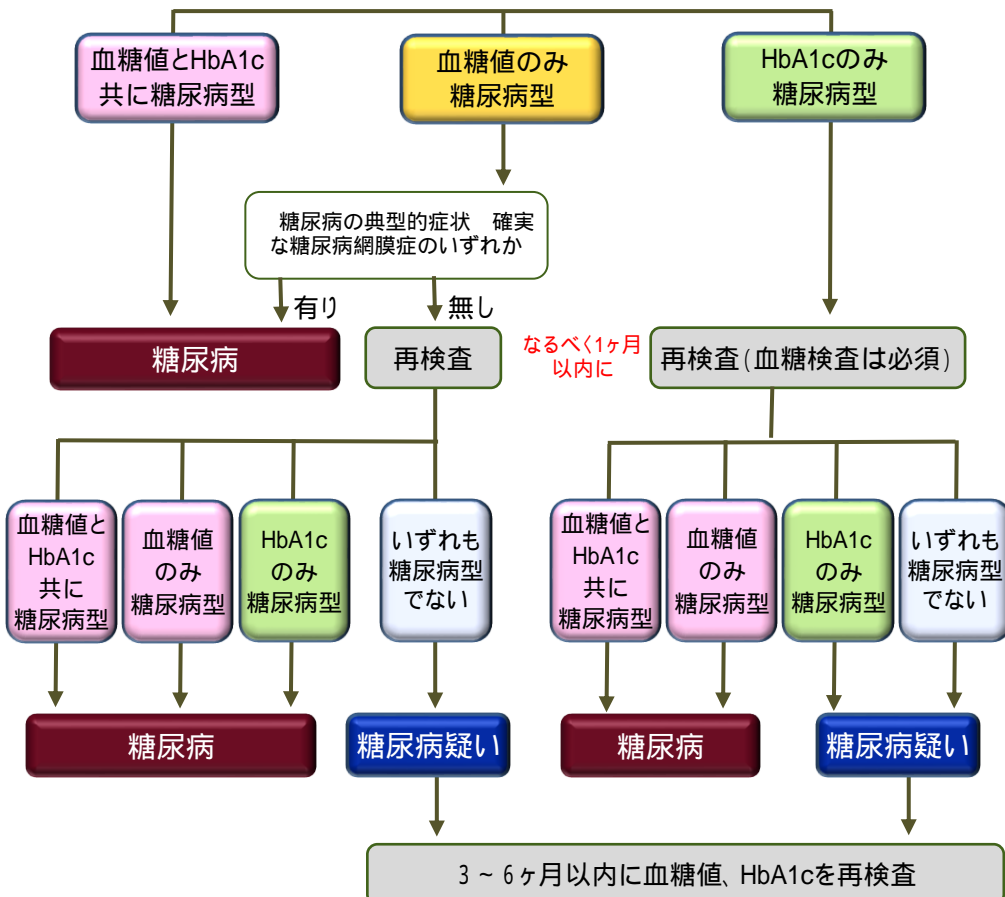 血糖値とHbA1c
共に糖尿病型
血糖値のみ
糖尿病型
HbA1cのみ
糖尿病型
糖尿病の典型的症状　確実
な糖尿病網膜症のいずれか
有り
無し
糖尿病
再検査
なるべく1ヶ月
以内に
再検査(血糖検査は必須)
血糖値と
HbA1c
共に
糖尿病型
血糖値
のみ
糖尿病型
HbA1c
のみ
糖尿病型
いずれも
糖尿病型
でない
血糖値と
HbA1c
共に
糖尿病型
血糖値
のみ
糖尿病型
HbA1c
のみ
糖尿病型
いずれも
糖尿病型
でない
糖尿病
糖尿病疑い
糖尿病
糖尿病疑い
3～6ヶ月以内に血糖値、HbA1cを再検査